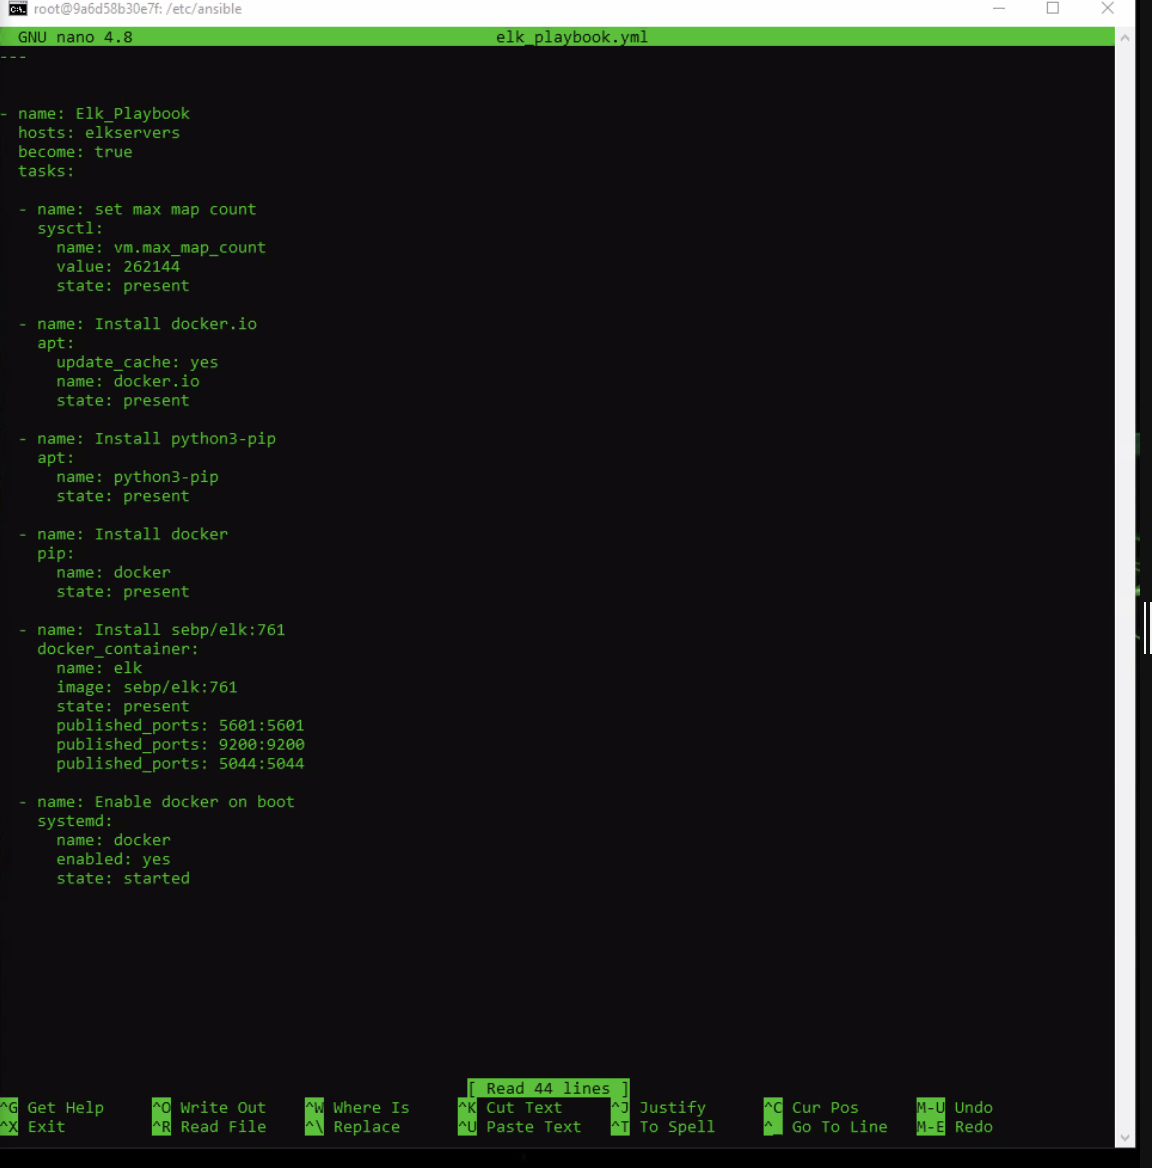 root@9a6d58b30e7f: /etc/ansible
GNU nano 4.8 elk_playbook.yml
---
- name: Elk_Playbook
  hosts: elkservers
  become: true
  tasks:
  - name: set max map count
    sysctl:
      name: vm.max_map_count
      value: 262144
      state: present
  - name: Install docker.io
    apt:
      update_cache: yes
      name: docker.io
      state: present
  - name: Install python3-pip
    apt:
      name: python3-pip
      state: present
  - name: Install docker
    pip:
      name: docker
      state: present
  - name: Install sebp/elk:761
    docker_container:
      name: elk
      image: sebp/elk:761
      state: present
      published_ports: 5601:5601
      published_ports: 9200:9200
      published_ports: 5044:5044
  - name: Enable docker on boot
    systemd:
      name: docker
      enabled: yes
      state: started
[ Read 44 lines ]
^G Get Help ^O Write Out ^W Where Is ^K Cut Text ^J Justify ^C Cur Pos M-U Undo
^X Exit ^R Read File ^\ Replace ^U Paste Text ^T To Spell ^_ Go To Line M-E Redo